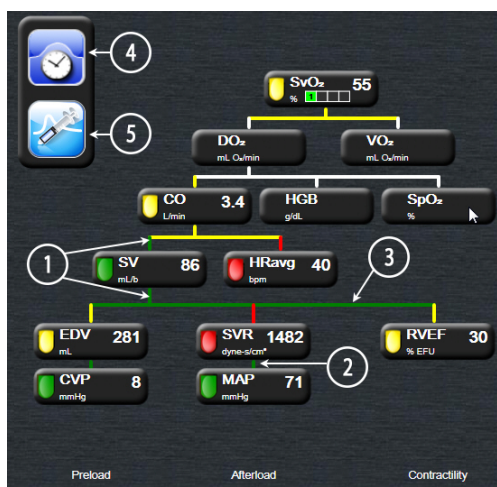 4
5
SvO₂ 55
% 1
DO₂ VO₂
mL O₂/min mL O₂/min
CO 3.4 HGB SpO₂
L/min g/dL %
1 SV 86 HRavg 40 3
mL/b bpm
EDV 281 SVR 1482 RVEF 30
mL dyne-s/cm⁵ % EFU
2
CVP 8 MAP 71
mmHg mmHg
Preload Afterload Contractility